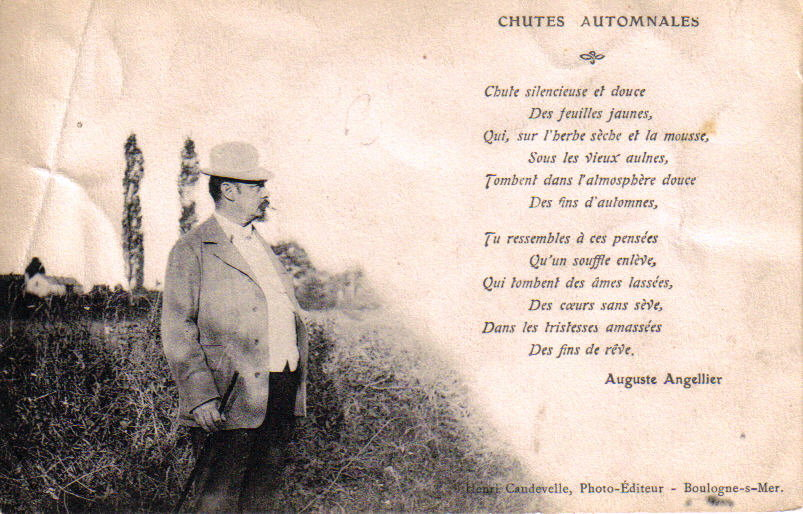 CHUTES AUTOMNALES
Chute silencieuse et douce
Des feuilles jaunes,
Qui, sur l'herbe sèche et la mousse,
Sous les vieux aulnes,
Tombent dans l'atmosphère douce
Des fins d'automnes,
Tu ressembles à ces pensées
Qu'un souffle enlève,
Qui tombent des âmes lassées,
Des cœurs sans sève,
Dans les tristesses amassées
Des fins de rêve.
Auguste Angellier
Henri Caudevelle, Photo-Éditeur - Boulogne-s-Mer.